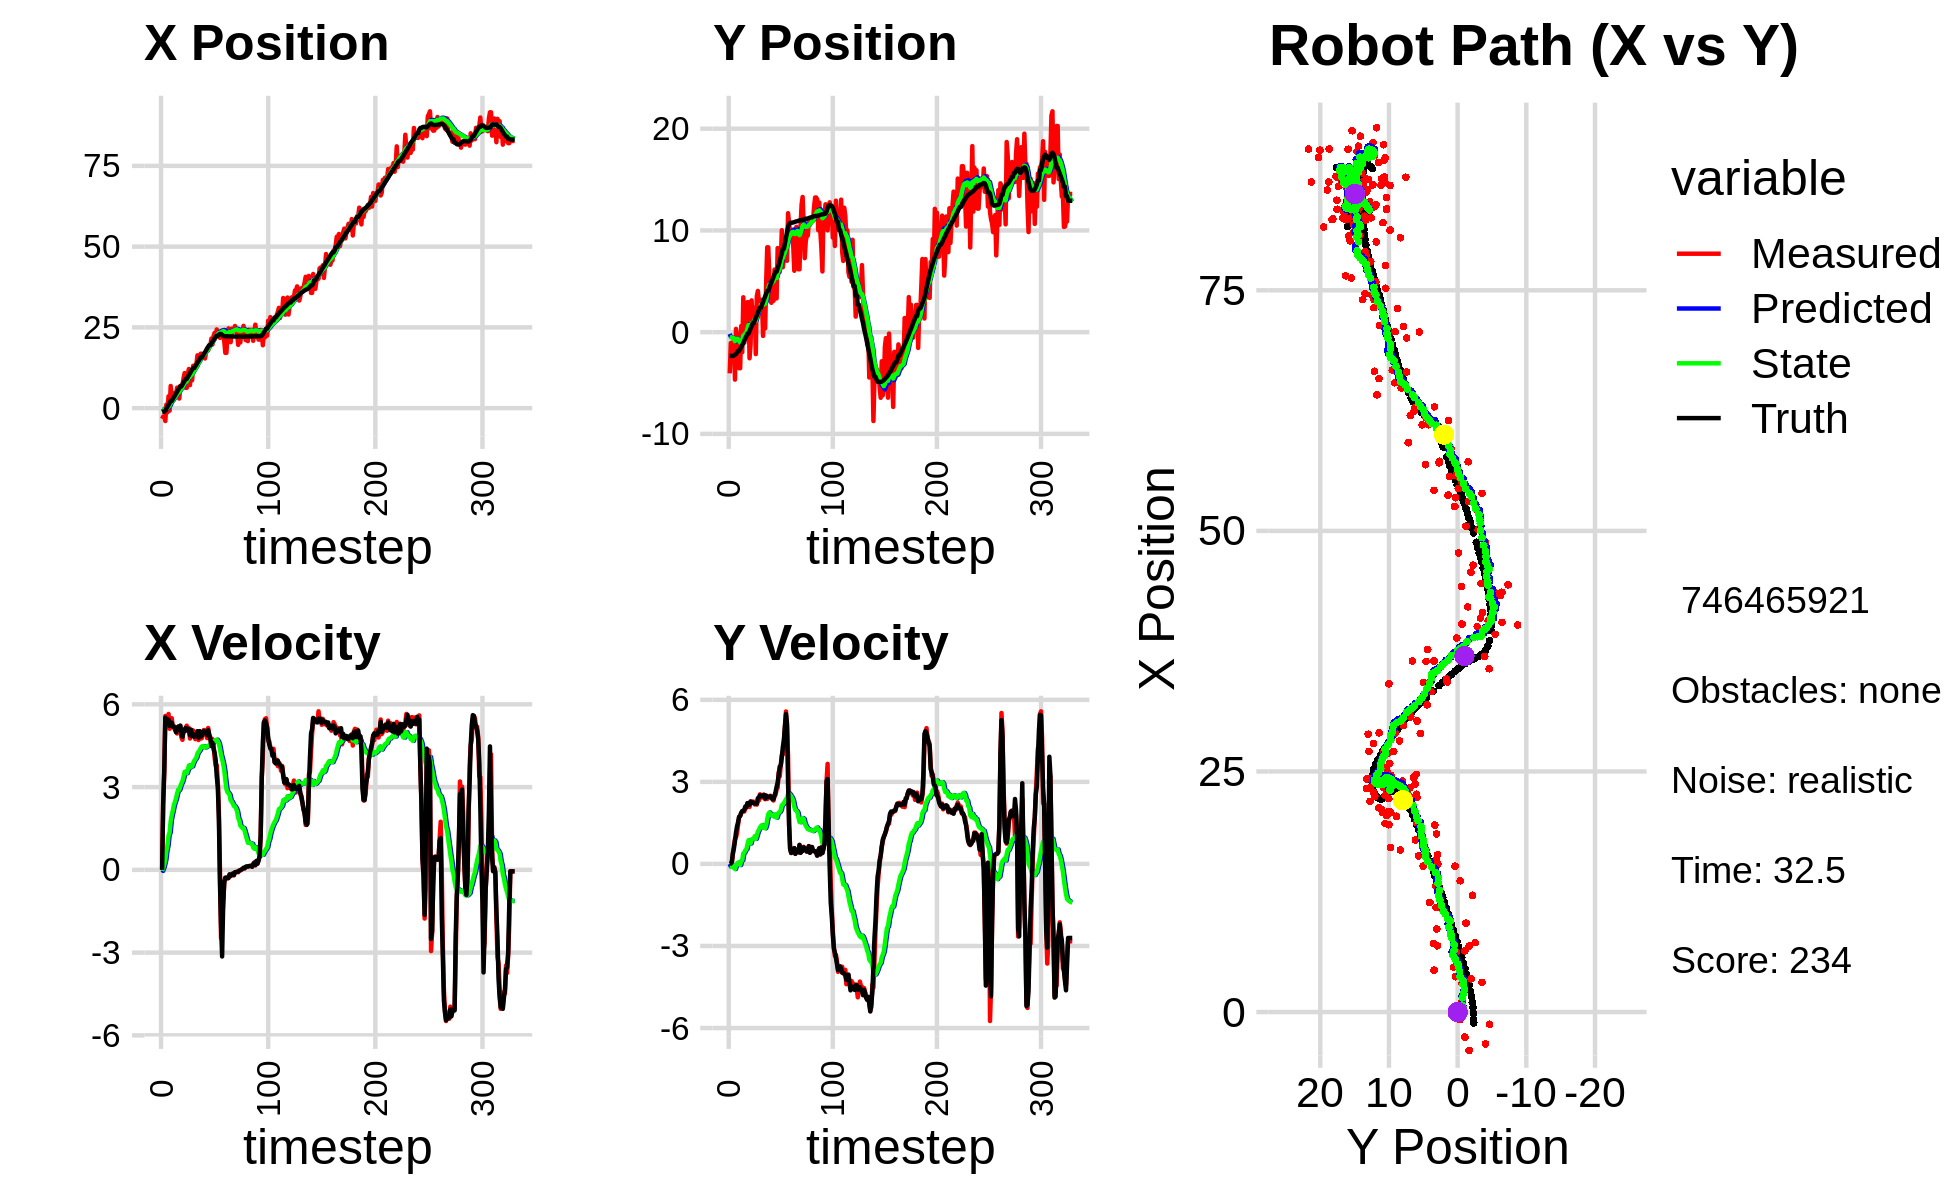 X Position
75
50
25
0
0
100
200
300
timestep
Y Position
20
10
0
-10
0
100
200
300
timestep
X Velocity
6
3
0
-3
-6
0
100
200
300
timestep
Y Velocity
6
3
0
-3
-6
0
100
200
300
timestep
Robot Path (X vs Y)
X Position
75
50
25
0
20 10 0 -10 -20
Y Position
variable
Measured
Predicted
State
Truth
746465921
Obstacles: none
Noise: realistic
Time: 32.5
Score: 234